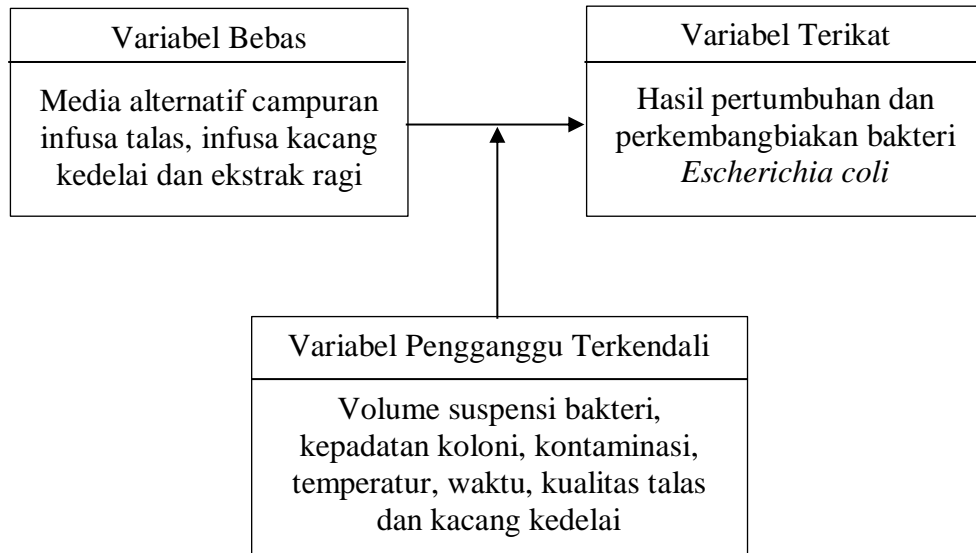 Variabel Bebas
Media alternatif campuran
infusa talas, infusa kacang
kedelai dan ekstrak ragi
Variabel Terikat
Hasil pertumbuhan dan
perkembangbiakan bakteri
Escherichia coli
Variabel Pengganggu Terkendali
Volume suspensi bakteri,
kepadatan koloni, kontaminasi,
temperatur, waktu, kualitas talas
dan kacang kedelai